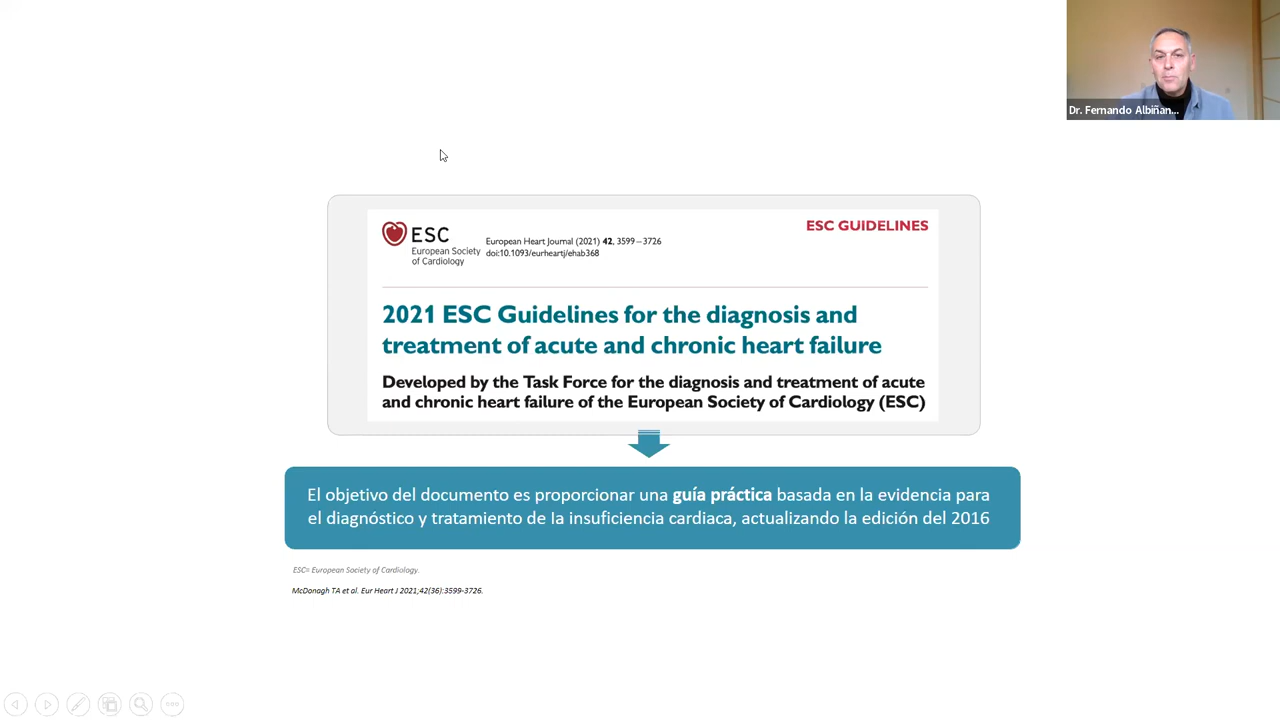 Dr. Fernando Albiñan...
ESC
European Society
of Cardiology
European Heart Journal (2021) 42, 3599–3726
doi:10.1093/eurheartj/ehab368
ESC GUIDELINES
2021 ESC Guidelines for the diagnosis and
treatment of acute and chronic heart failure
Developed by the Task Force for the diagnosis and treatment of acute
and chronic heart failure of the European Society of Cardiology (ESC)
El objetivo del documento es proporcionar una guía práctica basada en la evidencia para
el diagnóstico y tratamiento de la insuficiencia cardiaca, actualizando la edición del 2016
ESC= European Society of Cardiology.
McDonagh TA et al. Eur Heart J 2021;42(36):3599-3726.